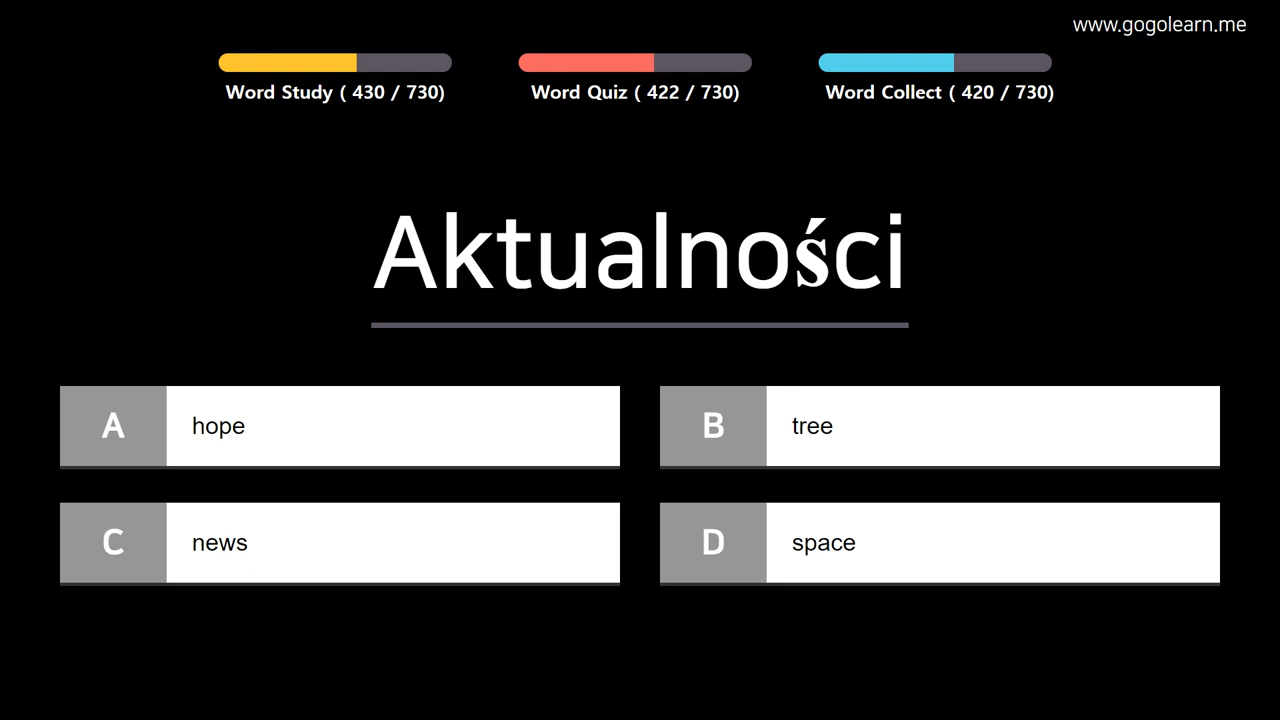 www.gogolearn.me
Word Study ( 430 / 730)
Word Quiz ( 422 / 730)
Word Collect ( 420 / 730)
Aktualności
A hope
B tree
C news
D space